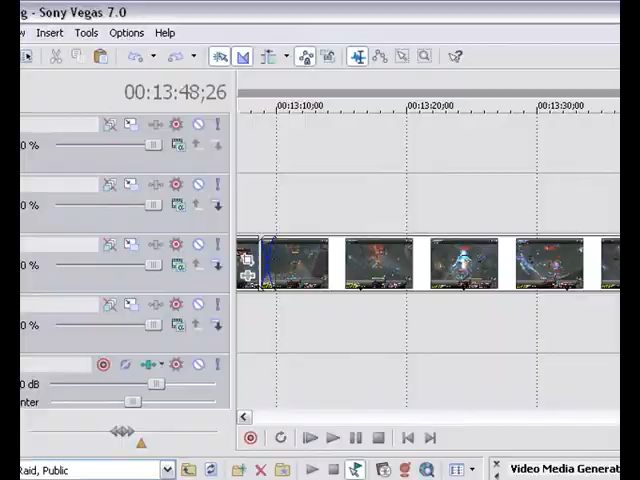 g - Sony Vegas 7.0
w Insert Tools Options Help
00:13:48;26
00:13:10;00 00:13:20;00 00:13:30;00
0 %
0 %
0 %
0 %
0 dB
nter
Raid, Public
Video Media Generat